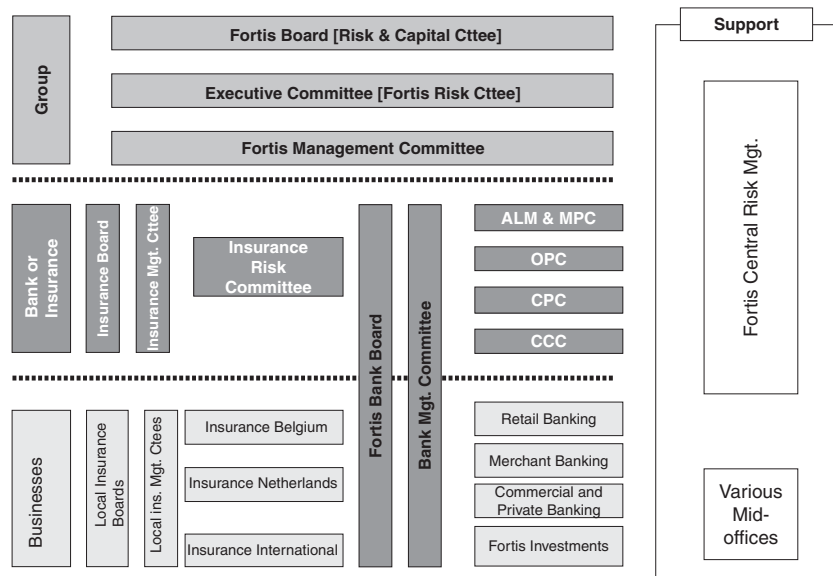 Group
Fortis Board [Risk & Capital Cttee]
Executive Committee [Fortis Risk Cttee]
Fortis Management Committee
Bank or
Insurance
Insurance Board
Insurance Mgt. Cttee
Insurance
Risk
Committee
Fortis Bank Board
Bank Mgt. Committee
ALM & MPC
OPC
CPC
CCC
Businesses
Local Insurance
Boards
Local ins. Mgt. Ctees
Insurance Belgium
Insurance Netherlands
Insurance International
Retail Banking
Merchant Banking
Commercial and
Private Banking
Fortis Investments
Support
Fortis Central Risk Mgt.
Various
Mid-
offices